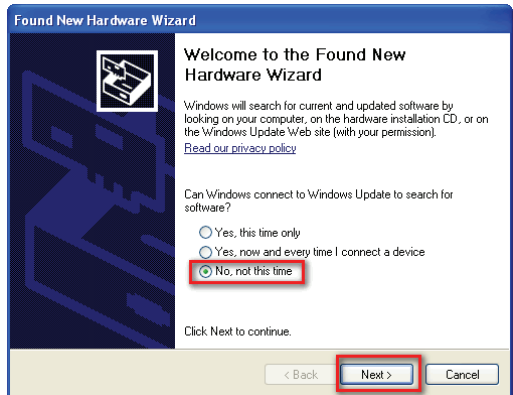 Found New Hardware Wizard
Welcome to the Found New
Hardware Wizard
Windows will search for current and updated software by
looking on your computer, on the hardware installation CD, or on
the Windows Update Web site (with your permission).
Read our privacy policy
Can Windows connect to Windows Update to search for
software?
Yes, this time only
Yes, now and every time I connect a device
No, not this time
Click Next to continue.
< Back Next > Cancel